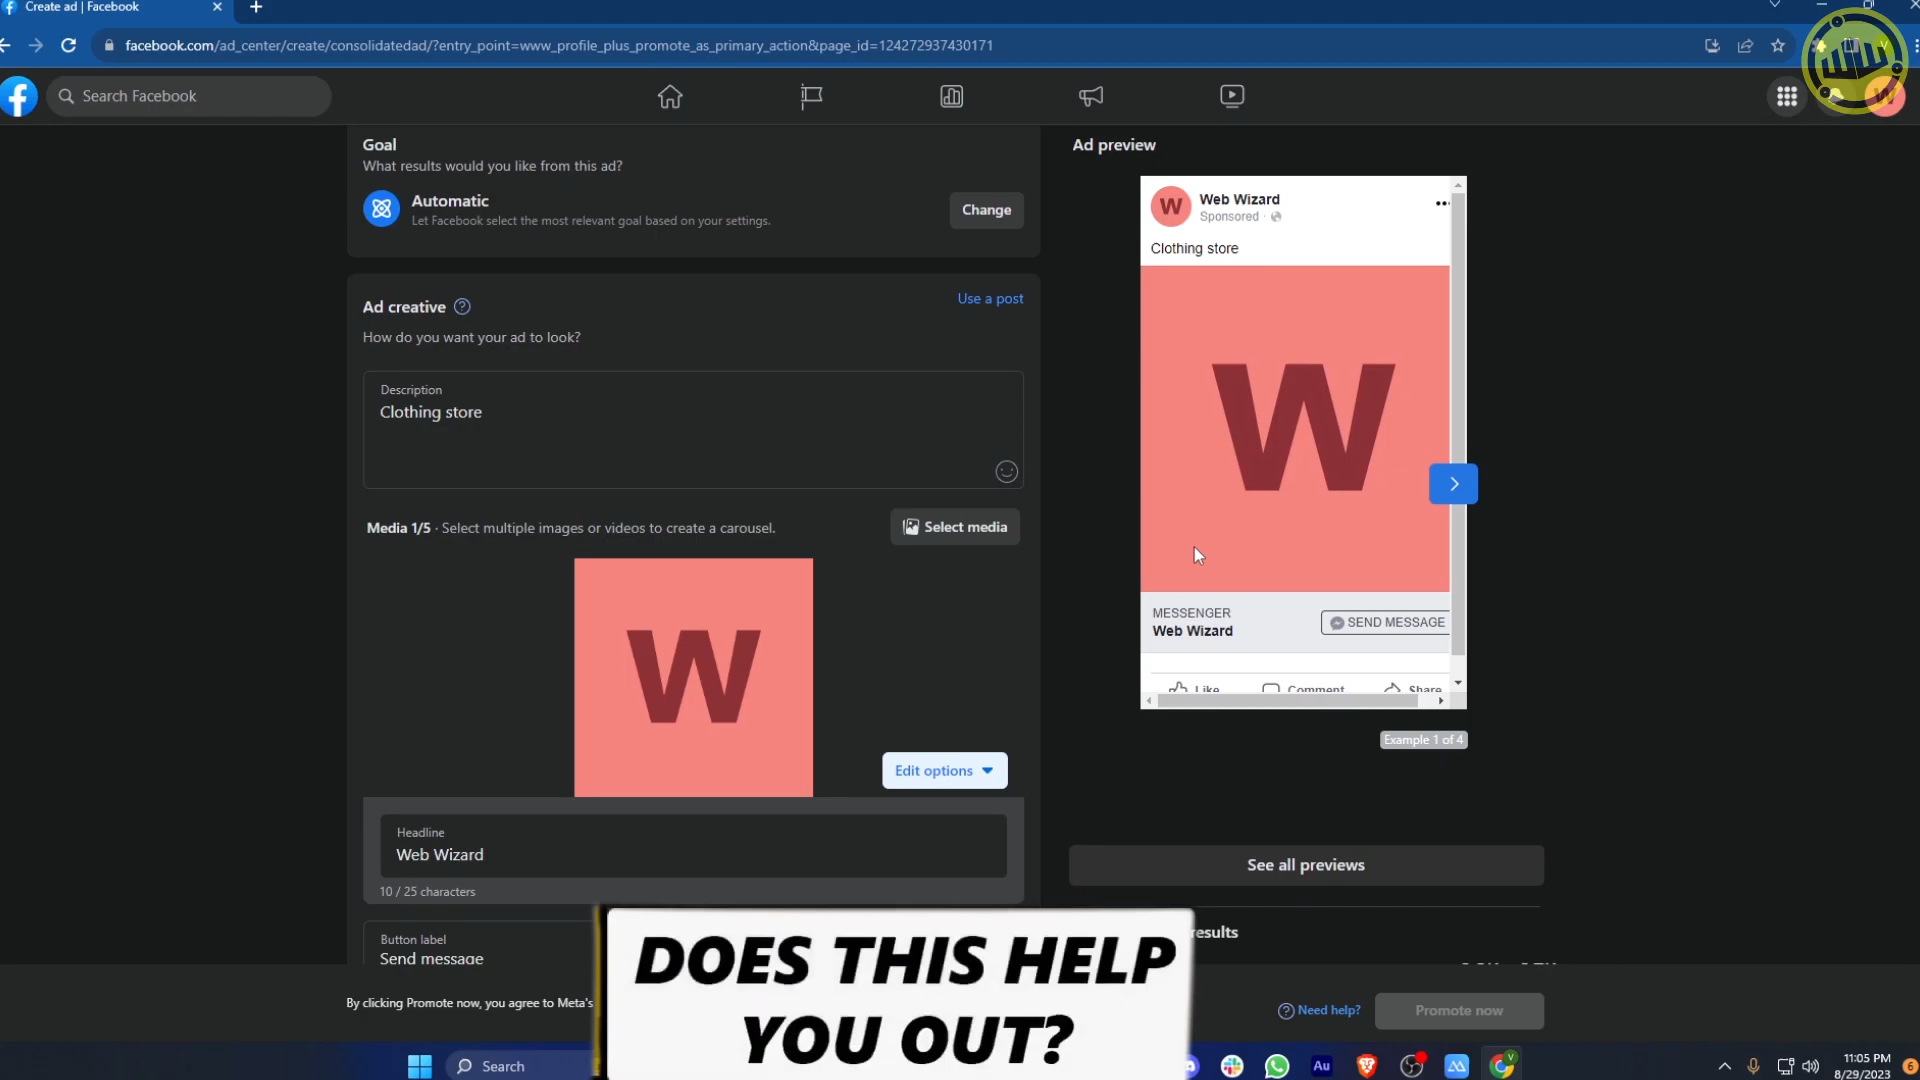 Create ad | Facebook
facebook.com/ad_center/create/consolidatedad/?entry_point=www_profile_plus_promote_as_primary_action&page_id=124272937430171
Search Facebook
Goal
What results would you like from this ad?
Automatic
Let Facebook select the most relevant goal based on your settings.
Change
Ad creative
Use a post
How do you want your ad to look?
Description
Clothing store
Media 1/5 · Select multiple images or videos to create a carousel.
Select media
W
Edit options
Headline
Web Wizard
10 / 25 characters
Button label
Send message
By clicking Promote now, you agree to Meta's
Ad preview
W
Web Wizard
Sponsored ·
Clothing store
W
MESSENGER
Web Wizard
SEND MESSAGE
Like
Comment
Share
Example 1 of 4
See all previews
results
Need help?
Promote now
DOES THIS HELP
YOU OUT?
Search
Au
11:05 PM
8/29/2023
6